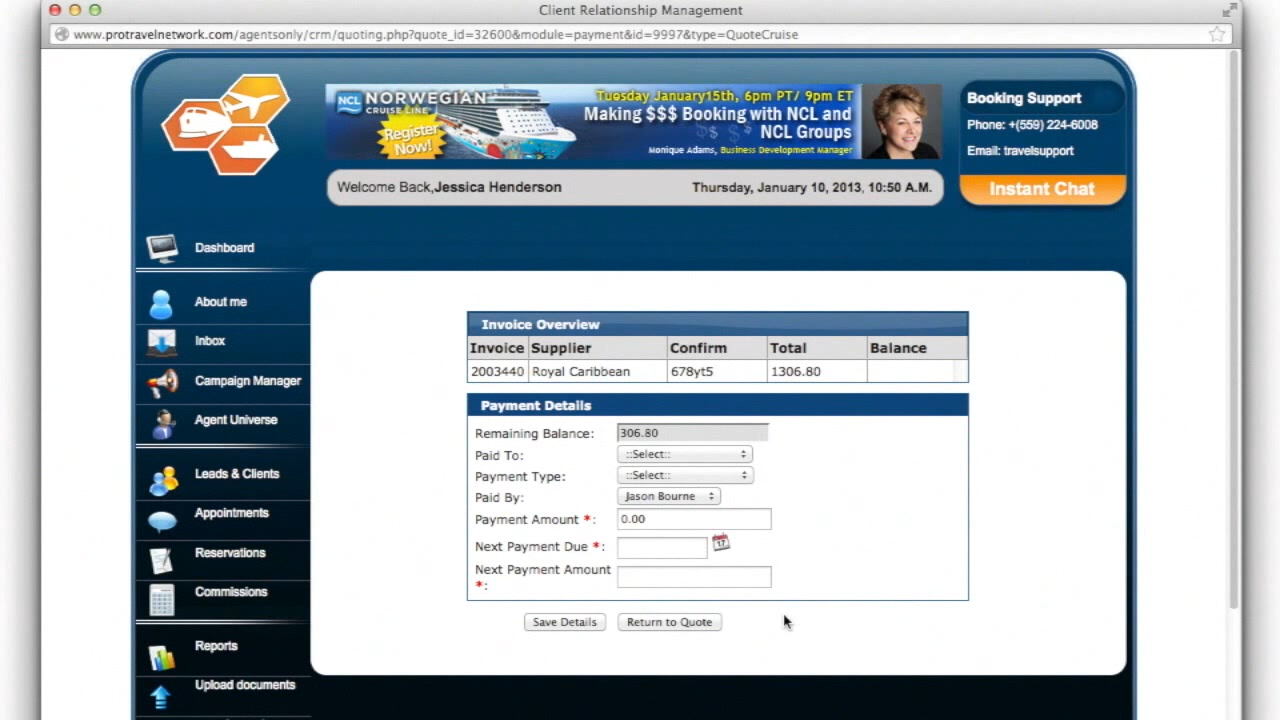 Client Relationship Management
www.protravelnetwork.com/agentsonly/crm/quoting.php?quote_id=32600&module=payment&id=9997&type=QuoteCruise
NCL NORWEGIAN
CRUISE LINE
Register
Now!
Tuesday January15th, 6pm PT/ 9pm ET
Making $$$ Booking with NCL and
NCL Groups
Monique Adams, Business Development Manager
Booking Support
Phone: +(559) 224-6008
Email: travelsupport
Instant Chat
Welcome Back,Jessica Henderson
Thursday, January 10, 2013, 10:50 A.M.
Dashboard
About me
Inbox
Campaign Manager
Agent Universe
Leads & Clients
Appointments
Reservations
Commissions
Reports
Upload documents
Invoice Overview
Invoice Supplier Confirm Total Balance
2003440 Royal Caribbean 678yt5 1306.80
Payment Details
Remaining Balance: 306.80
Paid To: ::Select::
Payment Type: ::Select::
Paid By: Jason Bourne
Payment Amount *: 0.00
Next Payment Due *: 17
Next Payment Amount
*:
Save Details Return to Quote